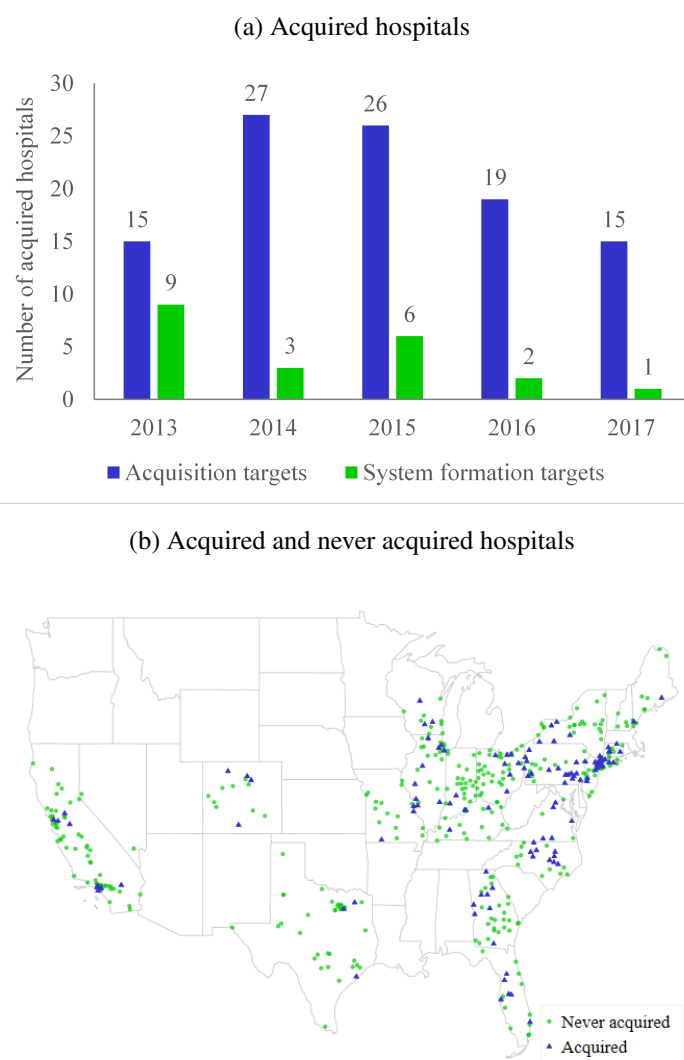 (a) Acquired hospitals
Number of acquired hospitals
30
25
20
15
10
5
0
15
9
27
3
26
6
19
2
15
1
2013 2014 2015 2016 2017
Acquisition targets System formation targets
(b) Acquired and never acquired hospitals
Never acquired
Acquired